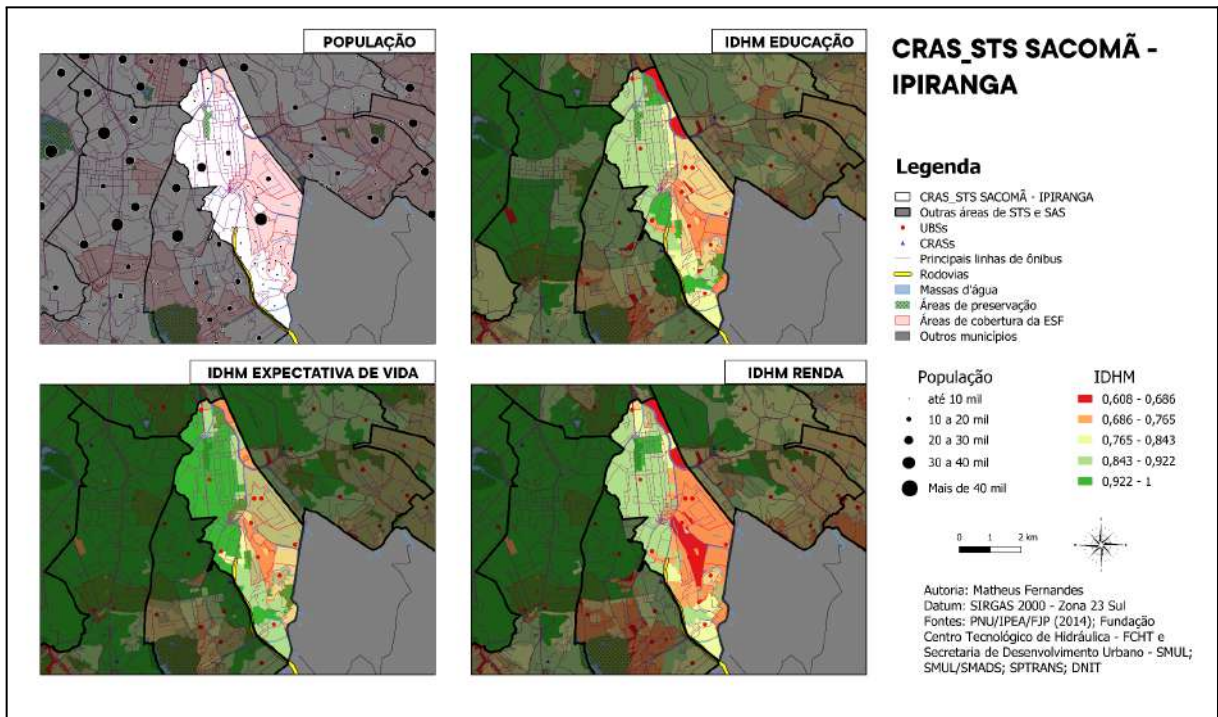 POPULAÇÃO
IDHM EDUCAÇÃO
IDHM EXPECTATIVA DE VIDA
IDHM RENDA
CRAS_STS SACOMÃ -
IPIRANGA
Legenda
CRAS_STS SACOMÃ - IPIRANGA
Outras áreas de STS e SAS
UBSs
CRASs
Principais linhas de ônibus
Rodovias
Massas d'água
Áreas de preservação
Áreas de cobertura da ESF
Outros municípios
População
até 10 mil
10 a 20 mil
20 a 30 mil
30 a 40 mil
Mais de 40 mil
IDHM
0,608 - 0,686
0,686 - 0,765
0,765 - 0,843
0,843 - 0,922
0,922 - 1
0 1 2 km
Autoria: Matheus Fernandes
Datum: SIRGAS 2000 - Zona 23 Sul
Fontes: PNU/IPEA/FJP (2014); Fundação
Centro Tecnológico de Hidráulica - FCHT e
Secretaria de Desenvolvimento Urbano - SMUL;
SMUL/SMADS; SPTRANS; DNIT